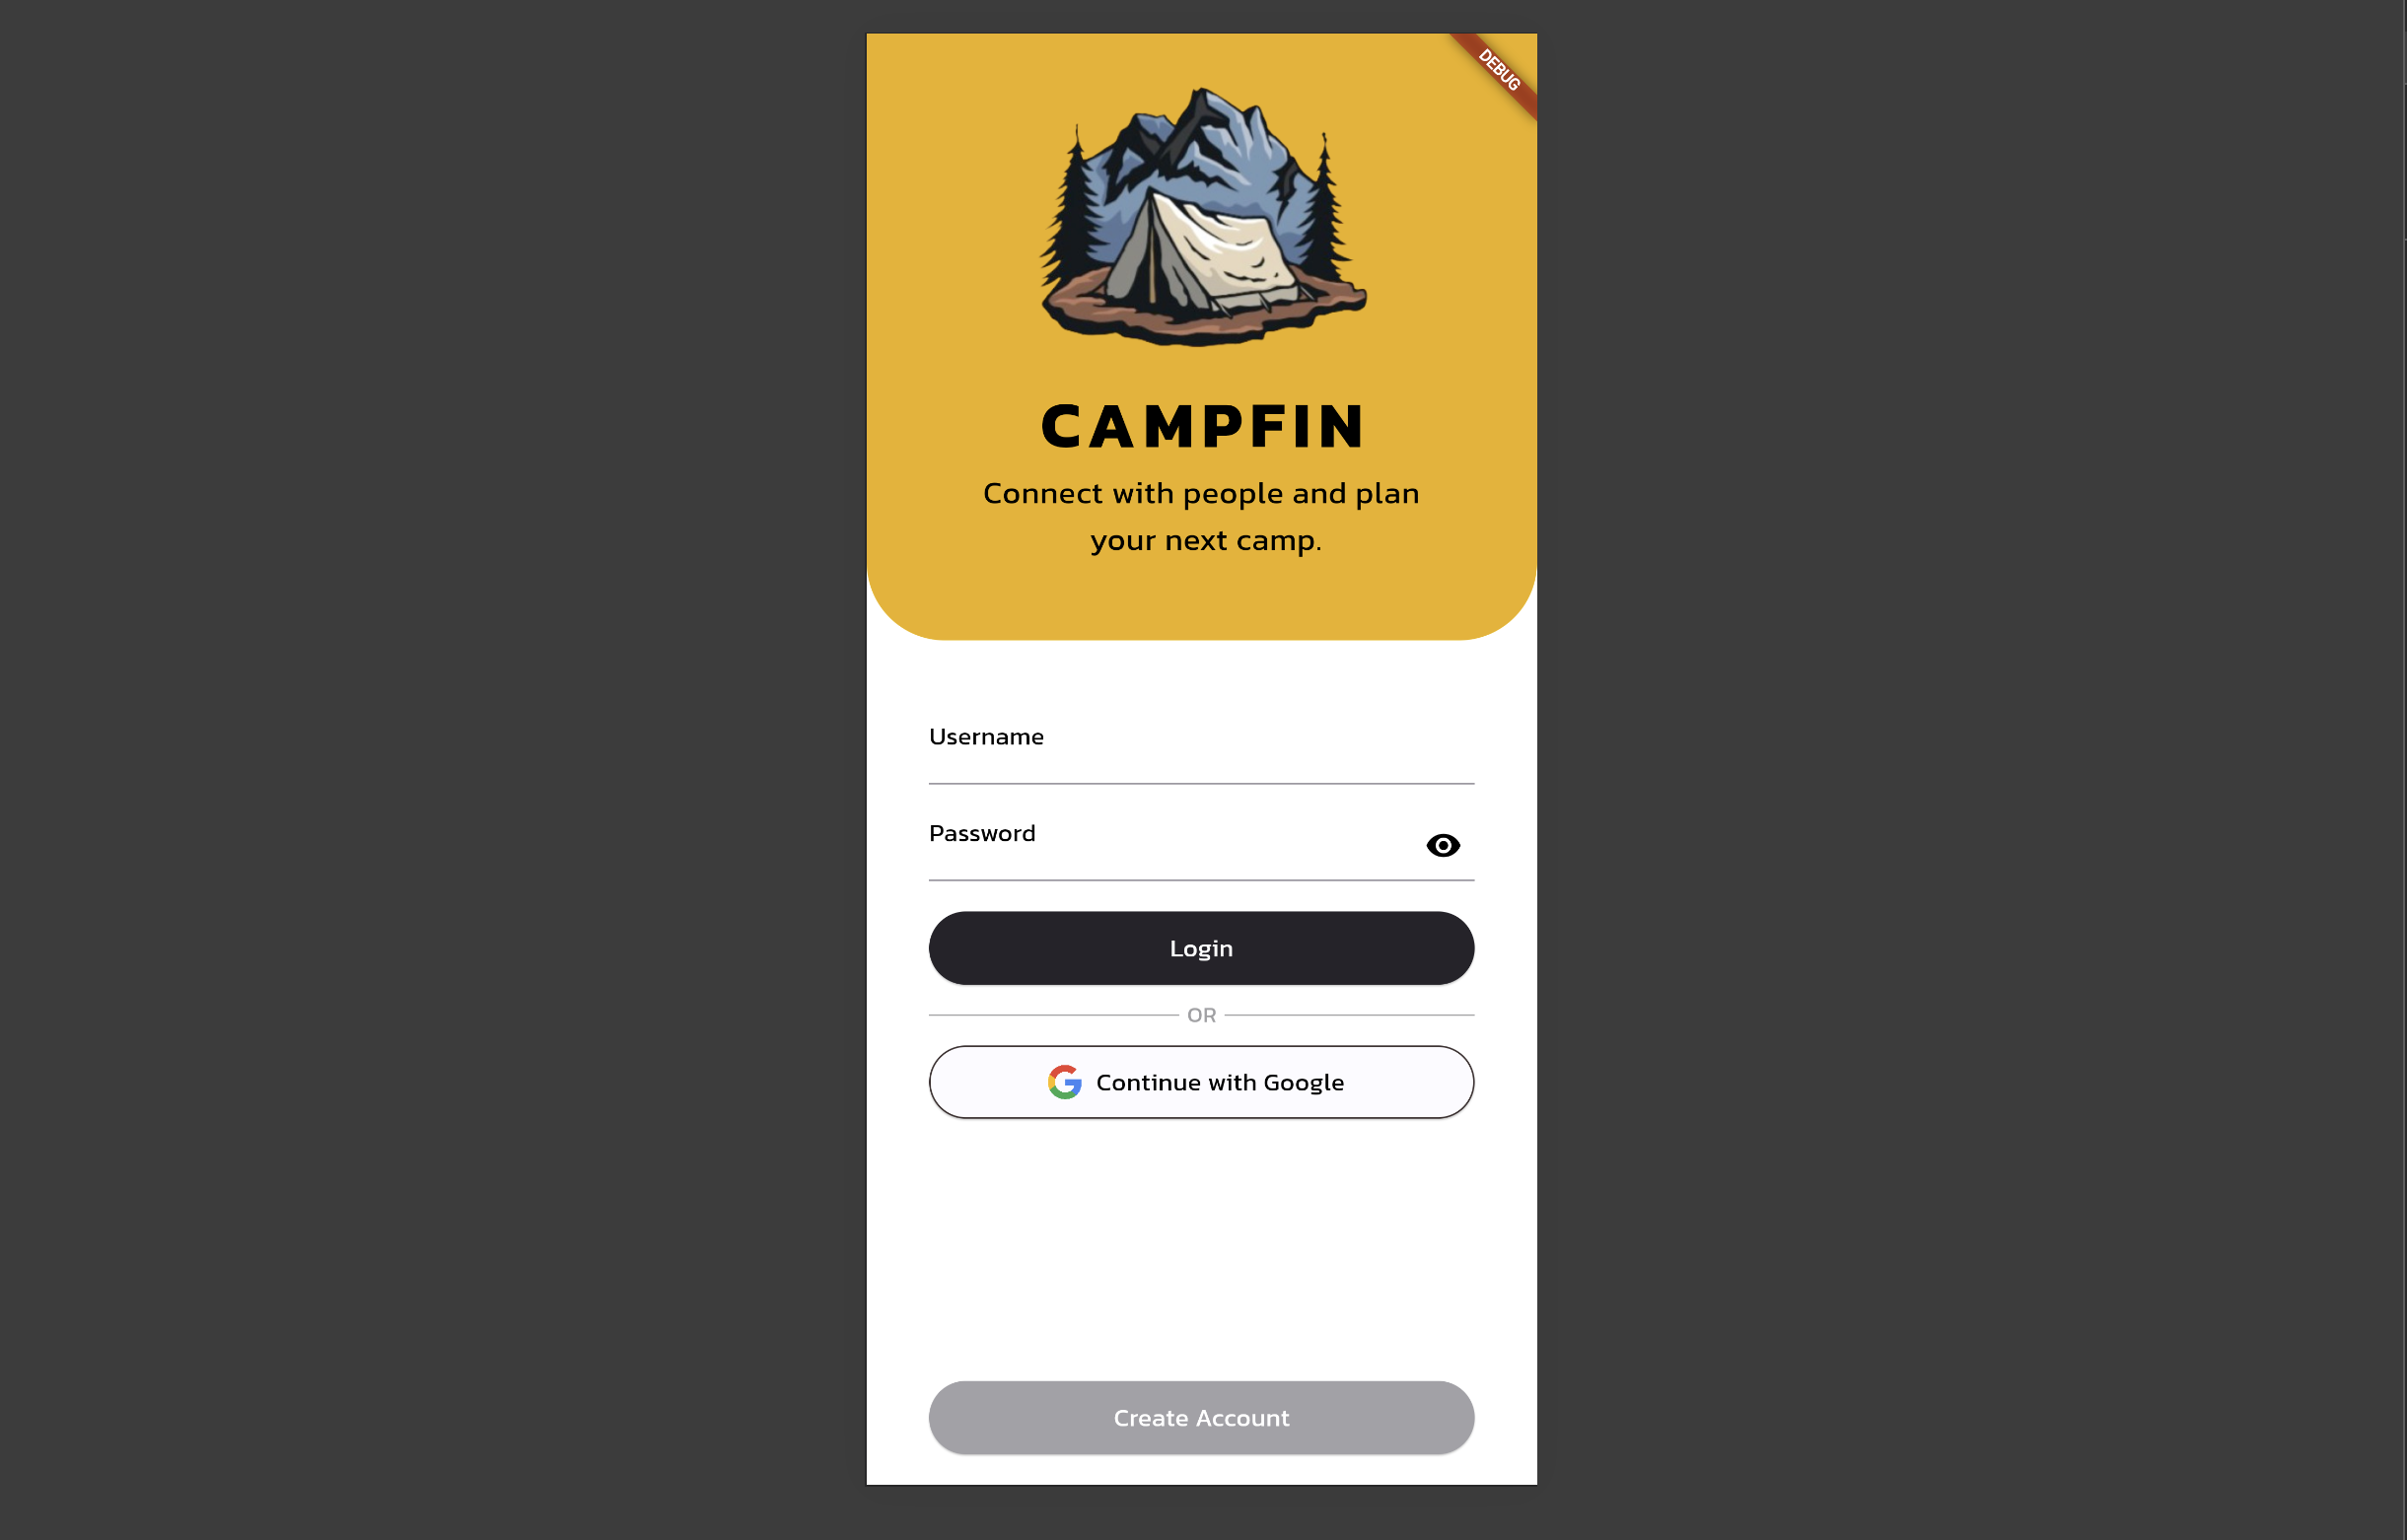 DEBUG
CAMPFIN
Connect with people and plan
your next camp.
Username
Password
Login
OR
Continue with Google
Create Account